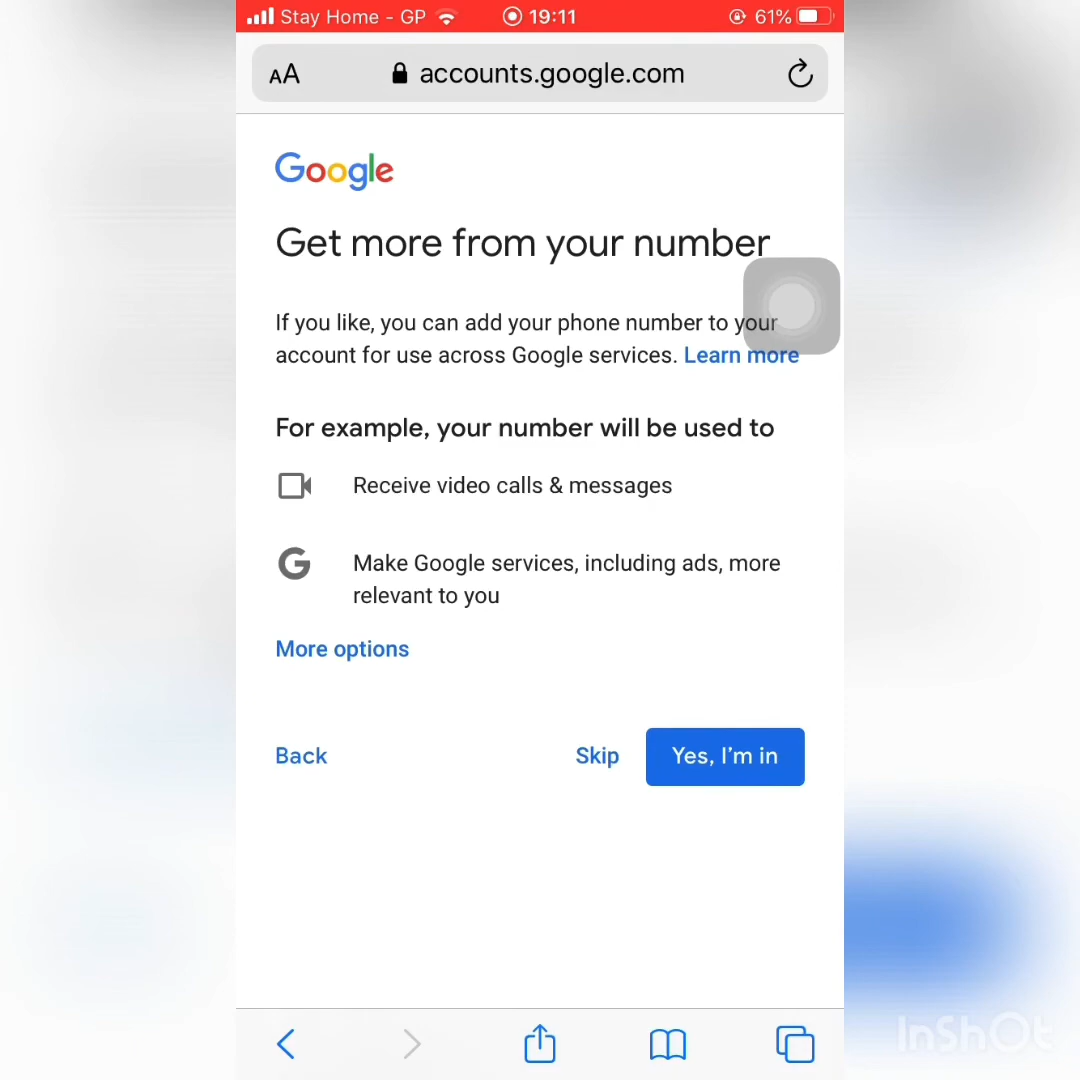 Stay Home - GP 19:11 61%
AA accounts.google.com
Google
Get more from your number
If you like, you can add your phone number to your
account for use across Google services. Learn more
For example, your number will be used to
Receive video calls & messages
G Make Google services, including ads, more
relevant to you
More options
Back Skip Yes, I’m in
InShOt